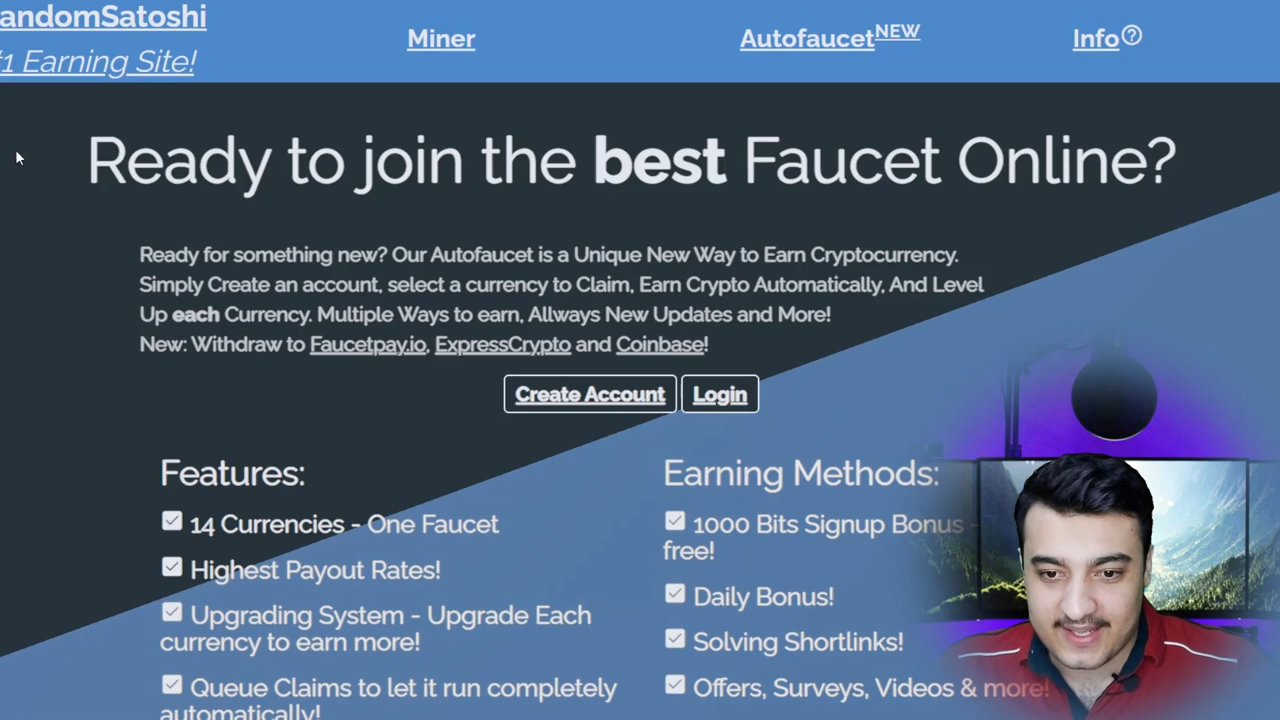 andomSatoshi
#1 Earning Site!
Miner
Autofaucet NEW
Info ?
Ready to join the best Faucet Online?
Ready for something new? Our Autofaucet is a Unique New Way to Earn Cryptocurrency.
Simply Create an account, select a currency to Claim, Earn Crypto Automatically, And Level
Up each Currency. Multiple Ways to earn, Allways New Updates and More!
New: Withdraw to Faucetpay.io, ExpressCrypto and Coinbase!
Create Account
Login
Features:
14 Currencies - One Faucet
Highest Payout Rates!
Upgrading System - Upgrade Each
currency to earn more!
Queue Claims to let it run completely
automatically!
Earning Methods:
1000 Bits Signup Bonus -
free!
Daily Bonus!
Solving Shortlinks!
Offers, Surveys, Videos & more!